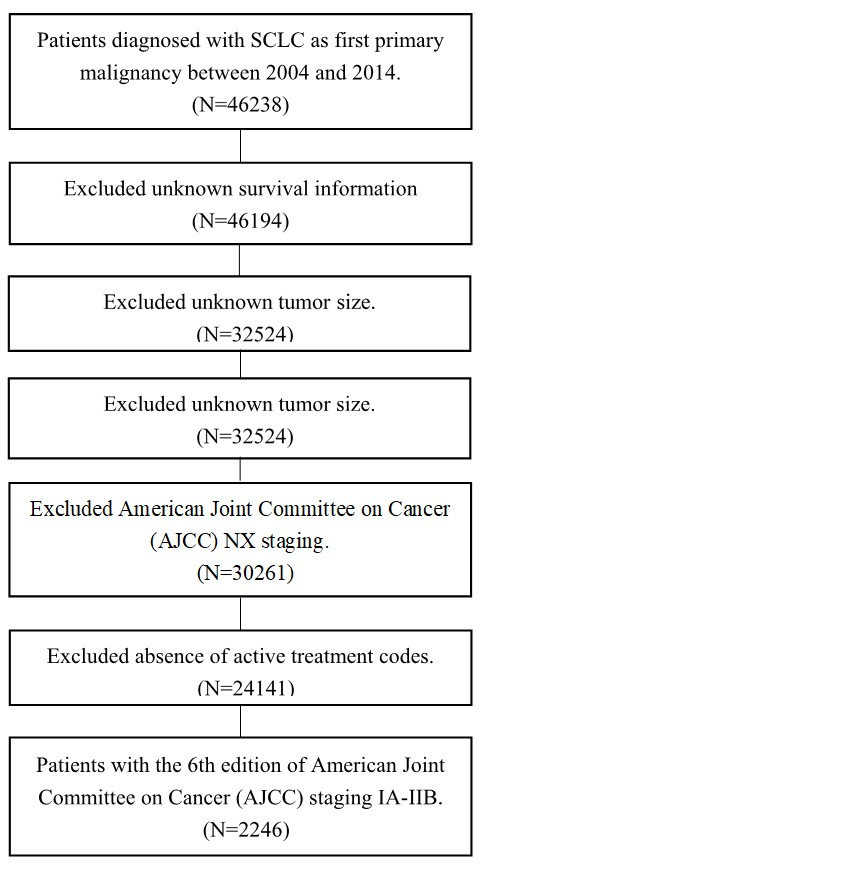 Patients diagnosed with SCLC as first primary
malignancy between 2004 and 2014.
(N=46238)
Excluded unknown survival information
(N=46194)
Excluded unknown tumor size.
(N=32524)
Excluded unknown tumor size.
(N=32524)
Excluded American Joint Committee on Cancer
(AJCC) NX staging.
(N=30261)
Excluded absence of active treatment codes.
(N=24141)
Patients with the 6th edition of American Joint
Committee on Cancer (AJCC) staging IA-IIB.
(N=2246)